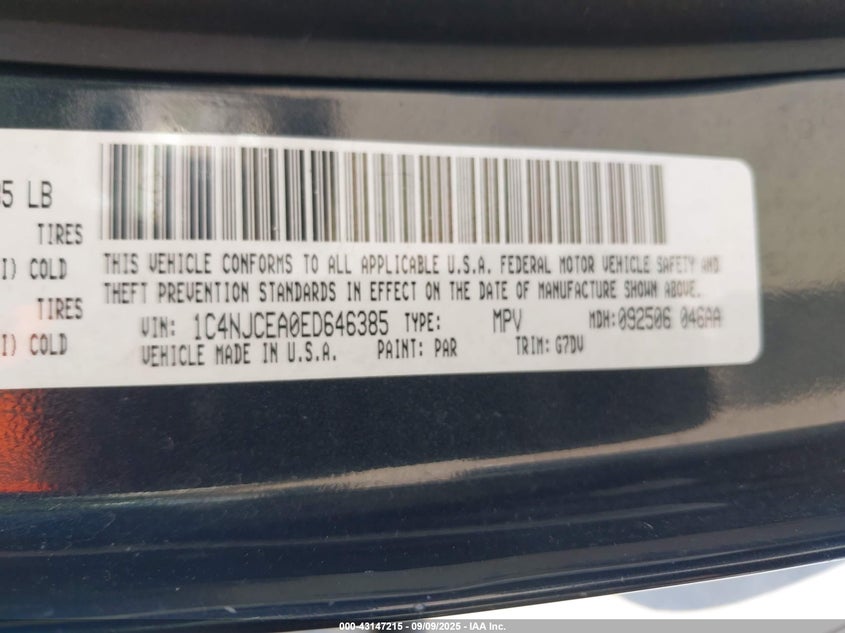 05 LB
TIRES
I) COLD
TIRES
I) COLD
THIS VEHICLE CONFORMS TO ALL APPLICABLE U.S.A. FEDERAL MOTOR VEHICLE SAFETY AND
THEFT PREVENTION STANDARDS IN EFFECT ON THE DATE OF MANUFACTURE SHOWN ABOVE.
VIN: 1C4NJCEA0ED646385 TYPE: MPV MDH:092506 046AA
VEHICLE MADE IN U.S.A. PAINT: PAR TRIM: G7DV
000-43147215 - 09/09/2025 - IAA Inc.